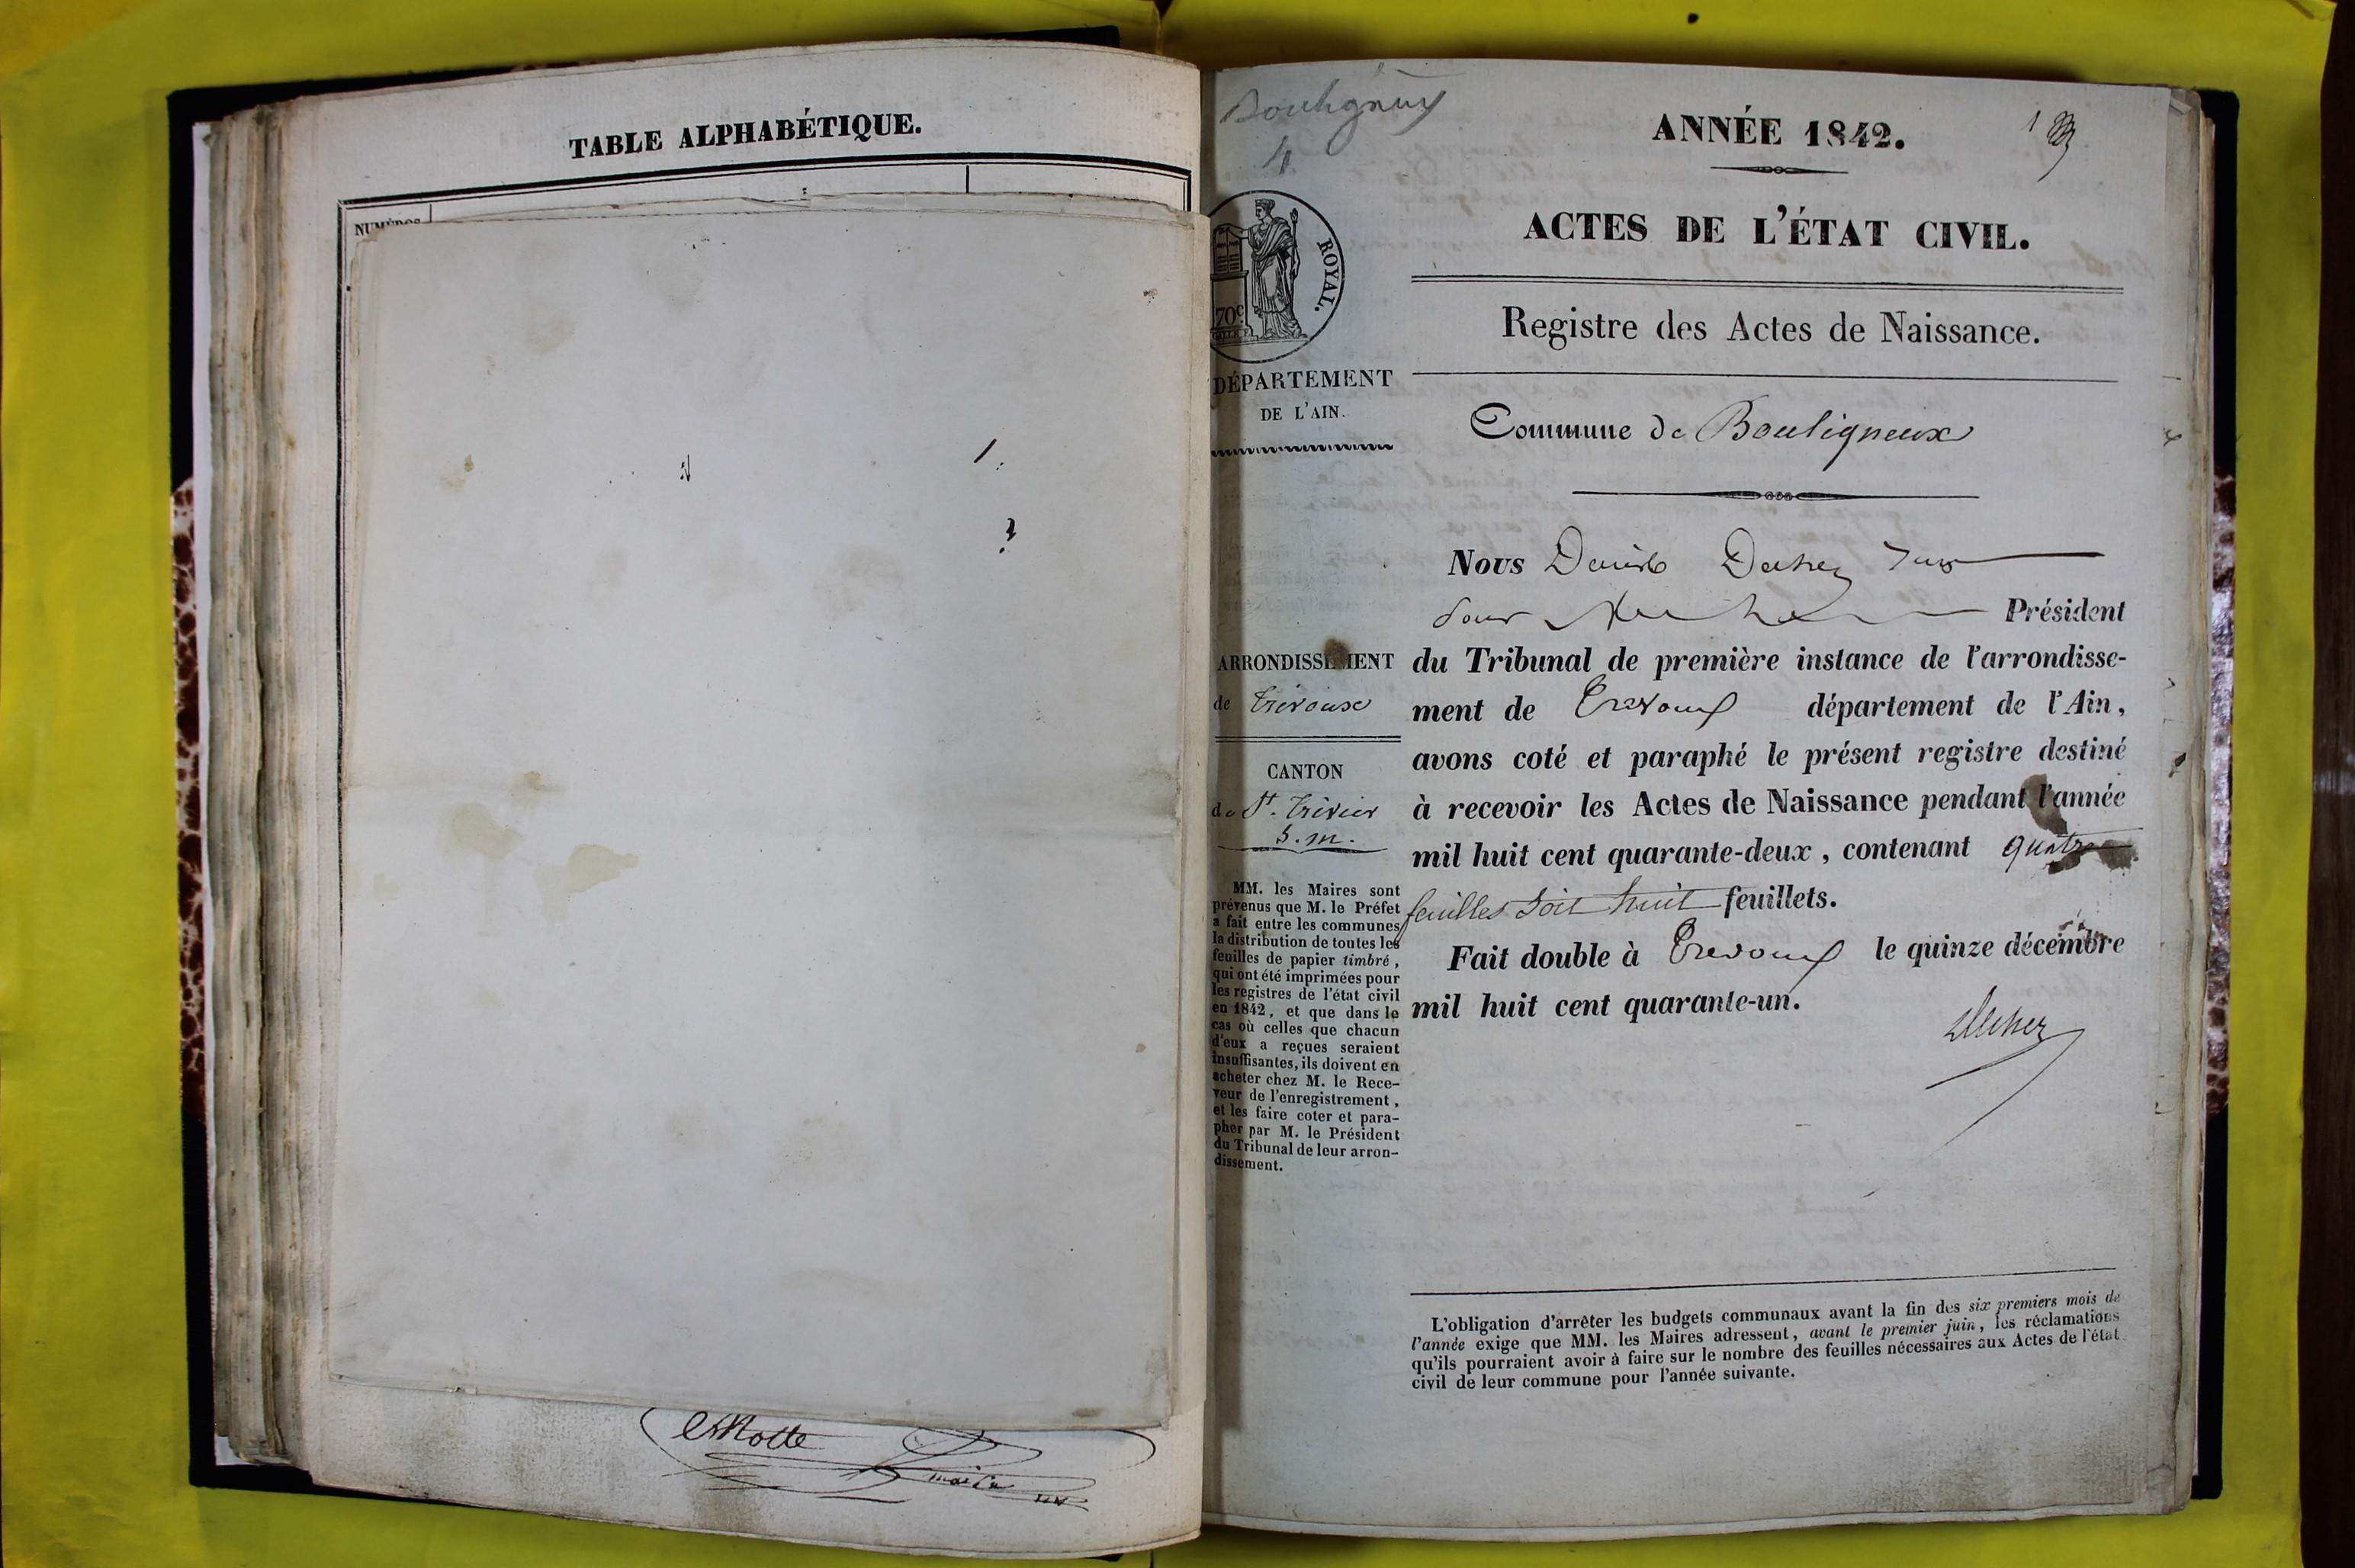 TABLE ALPHABÉTIQUE.
NUMÉROS
Motte
maire
Bouligneux
4
ANNÉE 1842.
1
ACTES DE L'ÉTAT CIVIL.
ROYAL.
70c
Registre des Actes de Naissance.
DÉPARTEMENT
DE L'AIN.
Commune de Bouligneux
Nous
Président
ARRONDISSEMENT
de Trévoux
du Tribunal de première instance de l'arrondisse-
ment de Trevoux département de l'Ain,
avons coté et paraphé le présent registre destiné
CANTON
de St. Trivier
S. m.
à recevoir les Actes de Naissance pendant l'année
mil huit cent quarante-deux, contenant quatre
feuilles soit huit feuillets.
Fait double à Trevoux le quinze décembre
mil huit cent quarante-un.
MM. les Maires sont
prévenus que M. le Préfet
a fait entre les communes
la distribution de toutes les
feuilles de papier timbré,
qui ont été imprimées pour
les registres de l'état civil
en 1842, et que dans le
cas où celles que chacun
d'eux a reçues seraient
insuffisantes, ils doivent en
acheter chez M. le Rece-
veur de l'enregistrement,
et les faire coter et para-
pher par M. le Président
du Tribunal de leur arron-
dissement.
L'obligation d'arrêter les budgets communaux avant la fin des six premiers mois de
l'année exige que MM. les Maires adressent, avant le premier juin, les réclamations
qu'ils pourraient avoir à faire sur le nombre des feuilles nécessaires aux Actes de l'état
civil de leur commune pour l'année suivante.